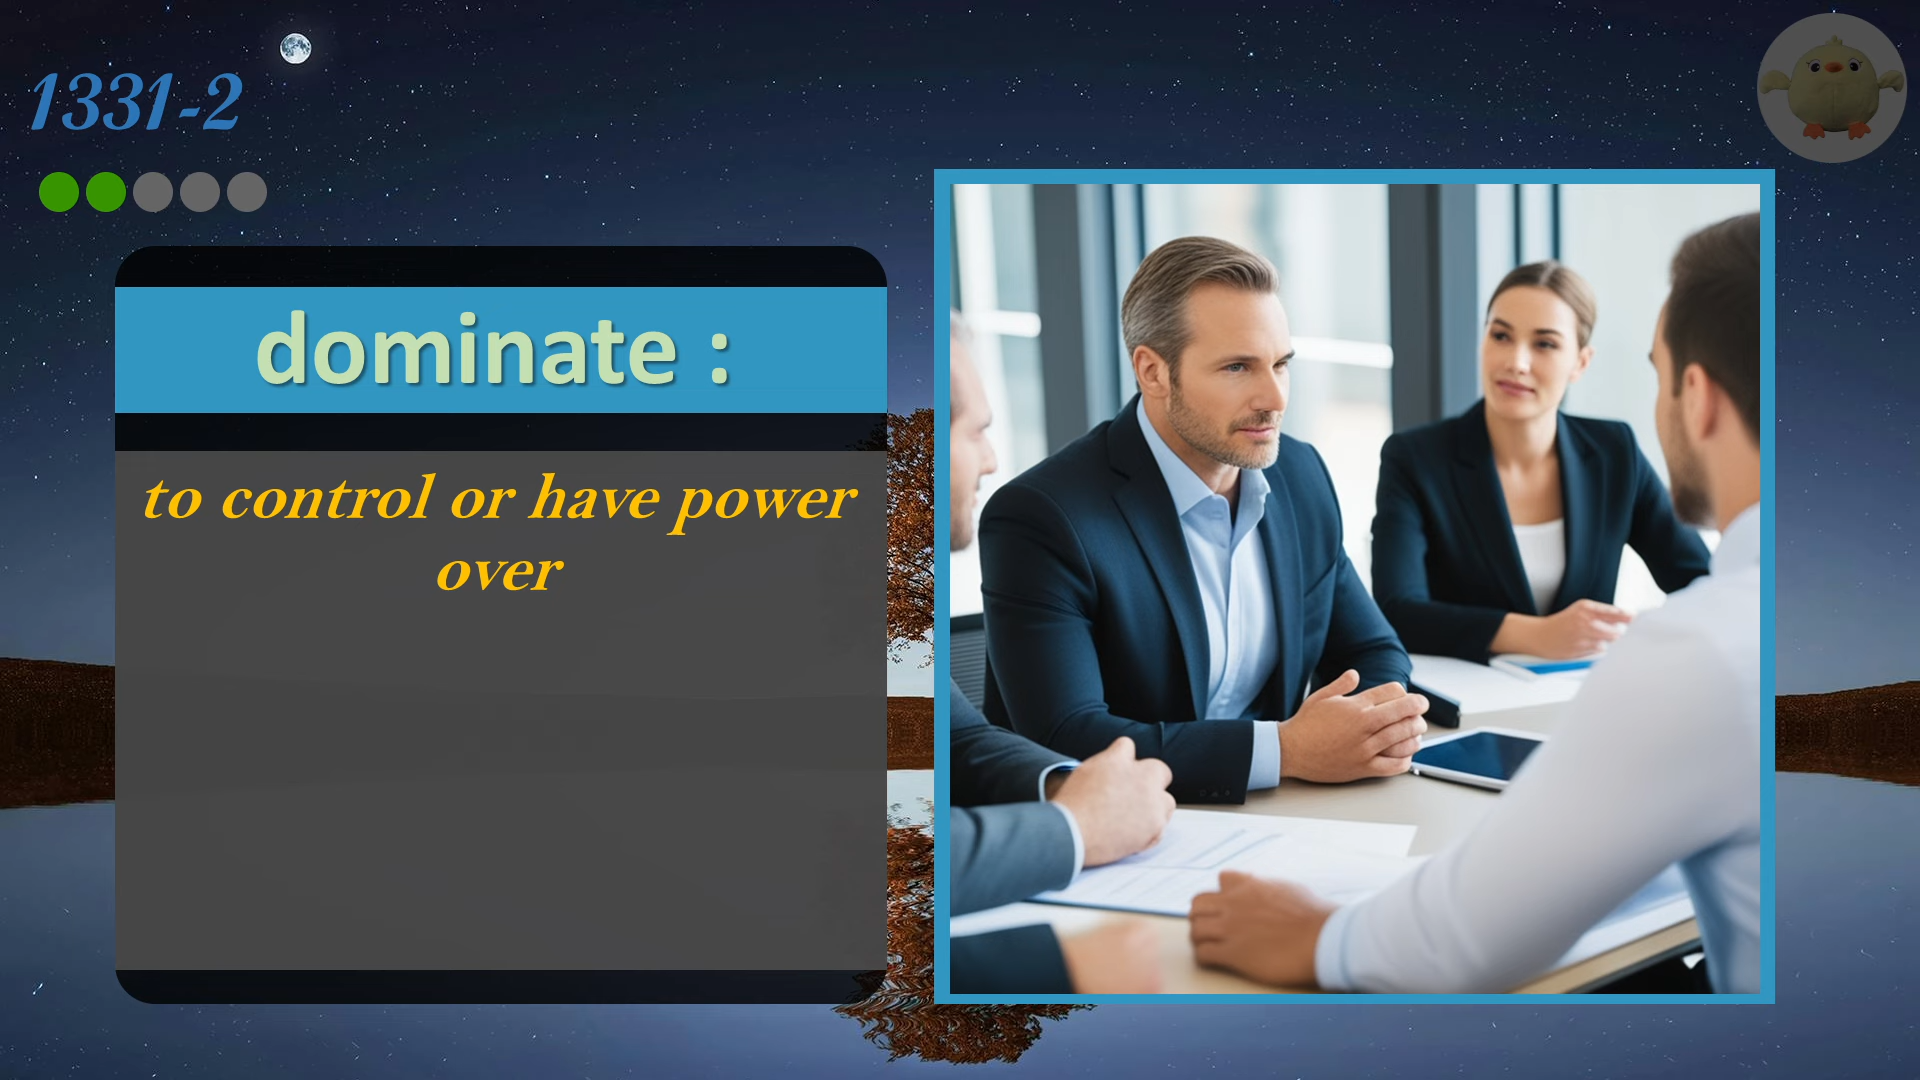 1331-2
dominate :
to control or have power
over